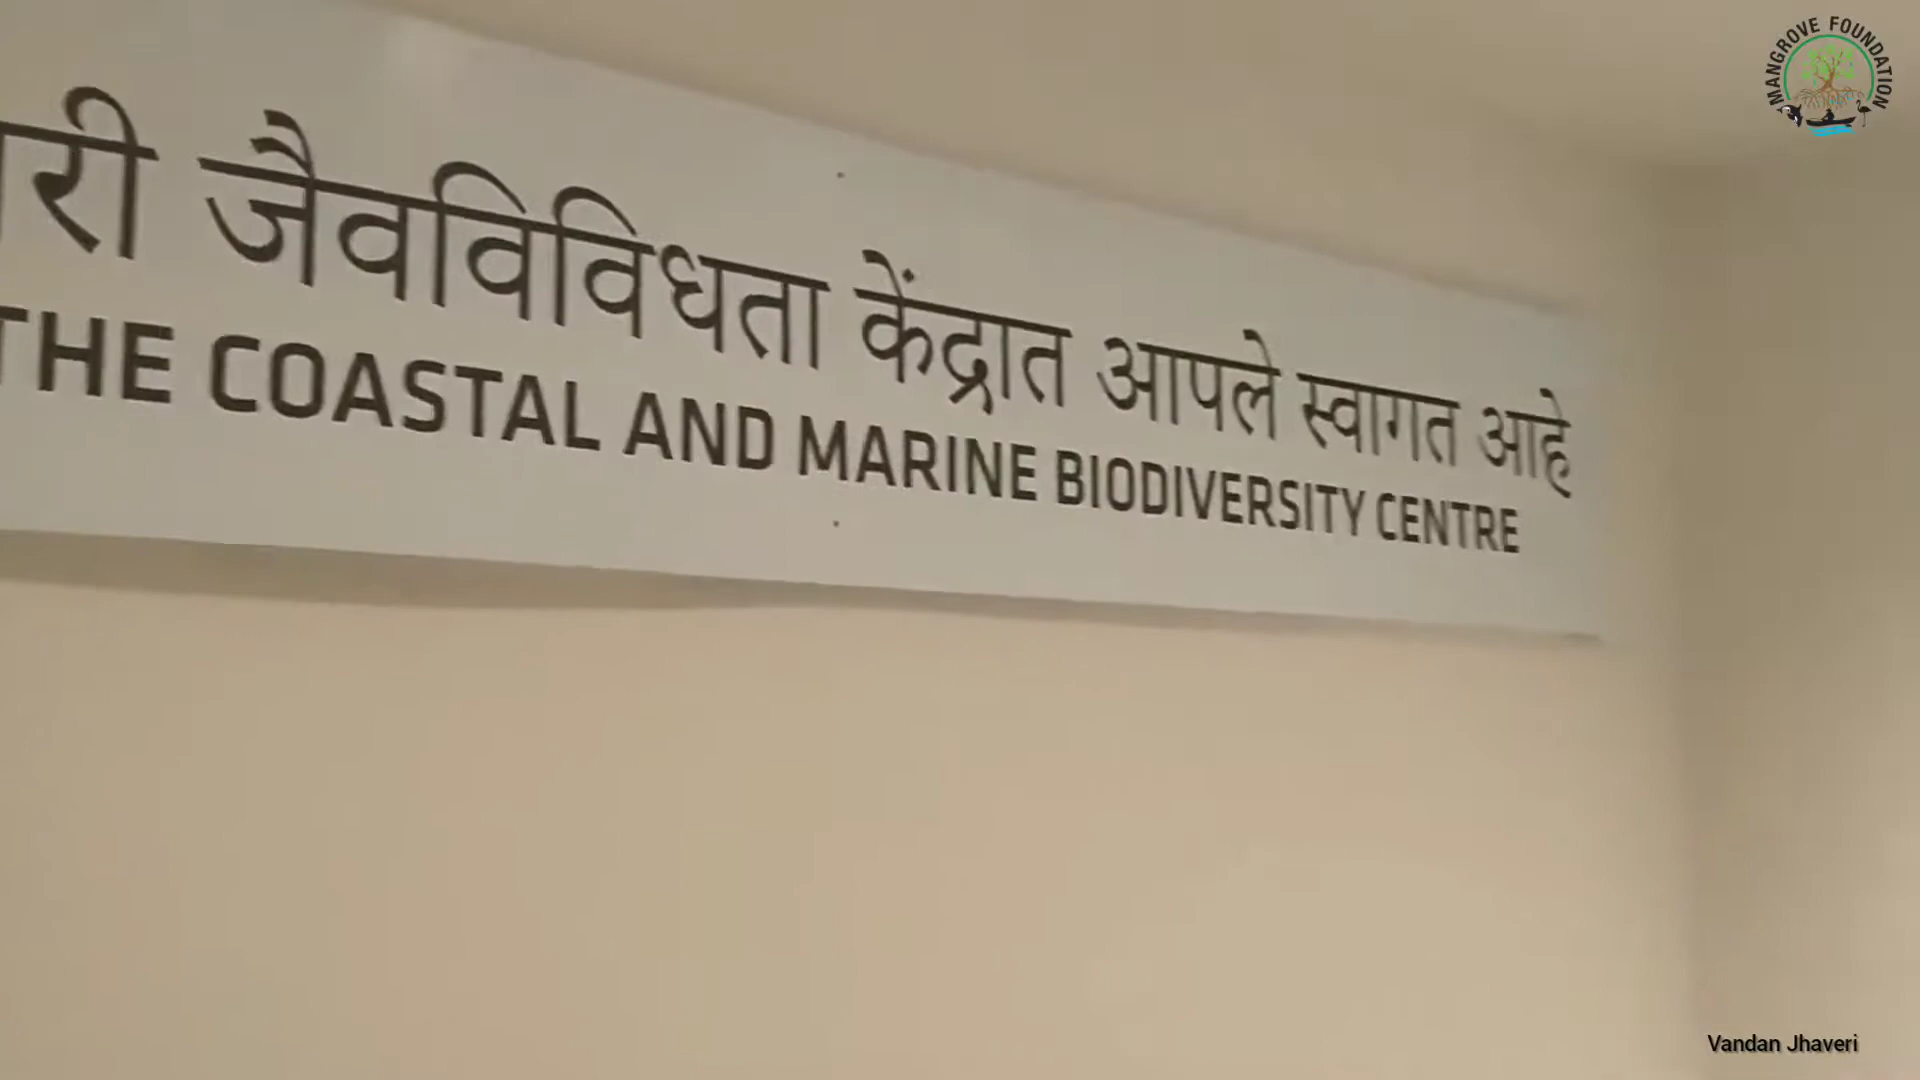 MANGROVE FOUNDATION
री जैवविविधता केंद्रात आपले स्वागत आहे
THE COASTAL AND MARINE BIODIVERSITY CENTRE
Vandan Jhaveri